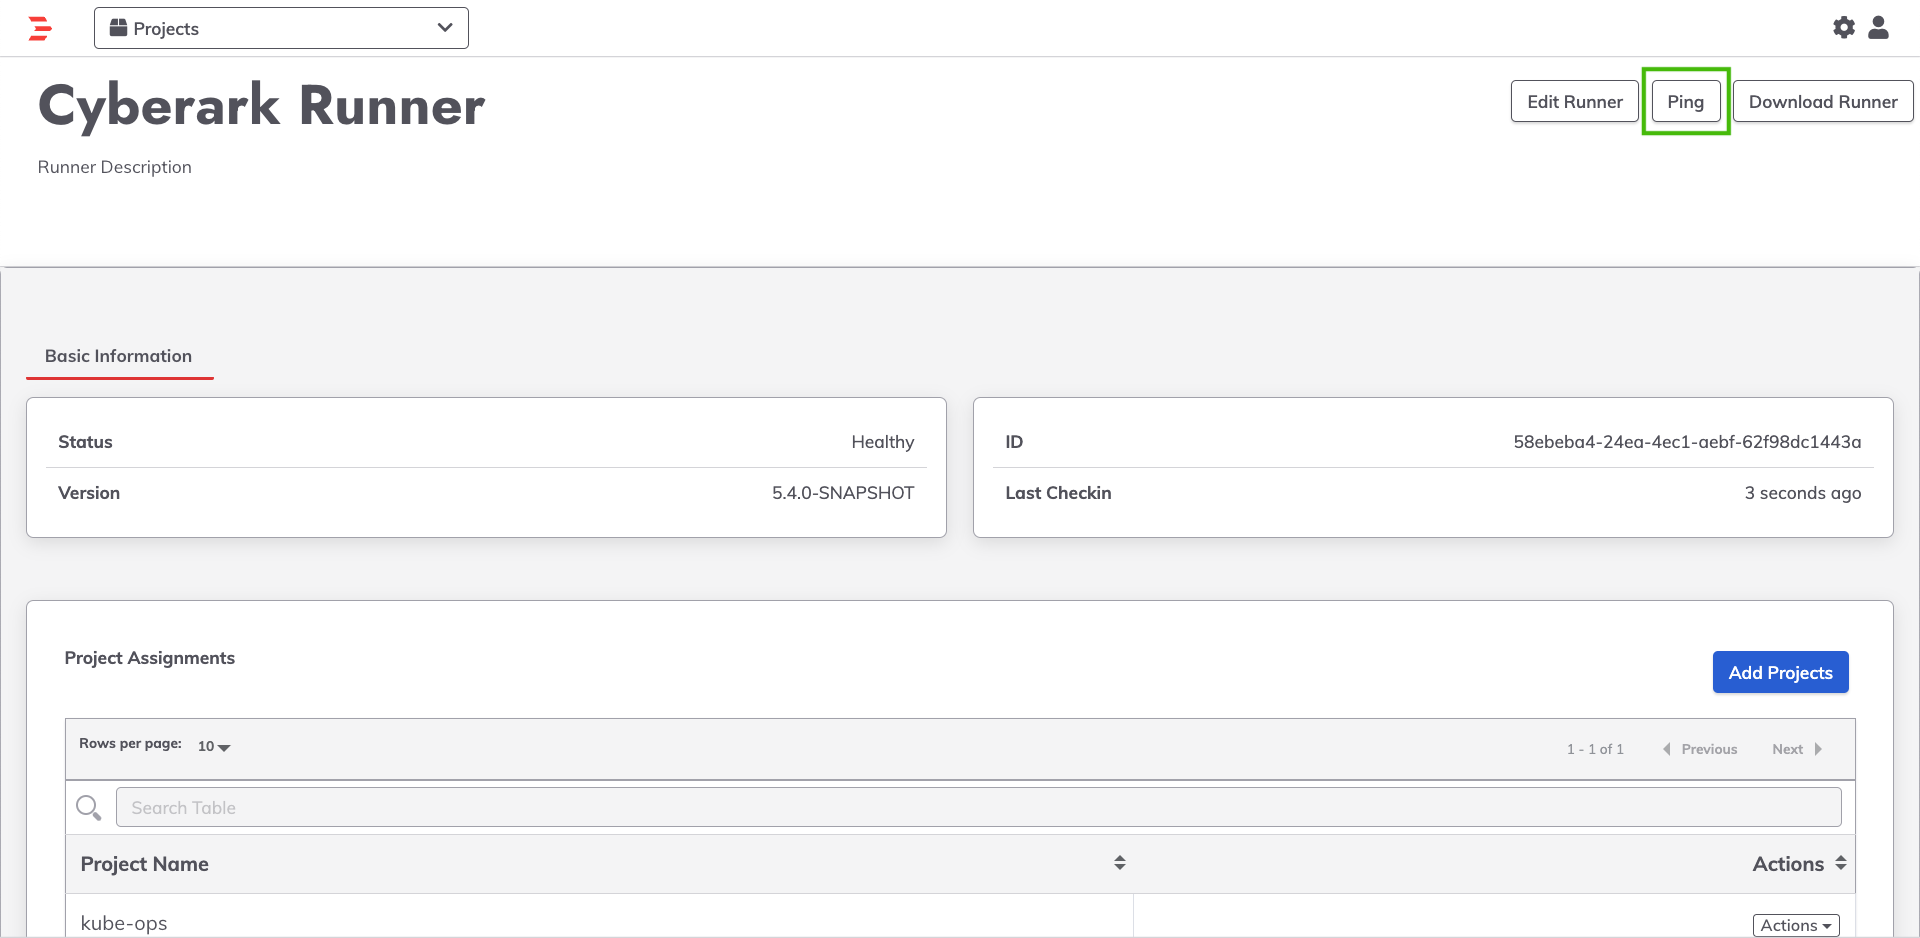 Projects
Cyberark Runner
Edit Runner
Ping
Download Runner
Runner Description
Basic Information
Status Healthy
Version 5.4.0-SNAPSHOT
ID 58ebeba4-24ea-4ec1-aebf-62f98dc1443a
Last Checkin 3 seconds ago
Project Assignments
Add Projects
Rows per page: 10
1 - 1 of 1 Previous Next
Search Table
Project Name Actions
kube-ops Actions